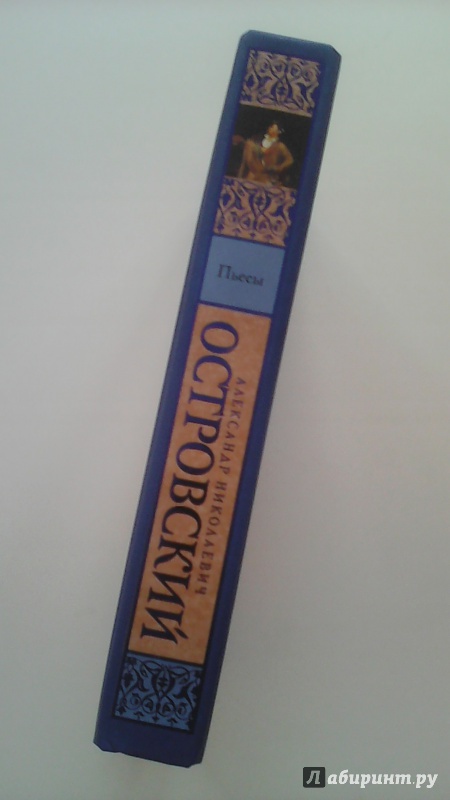 Пьесы
АЛЕКСАНДР НИКОЛАЕВИЧ
ОСТРОВСКИЙ
Лабиринт.ру